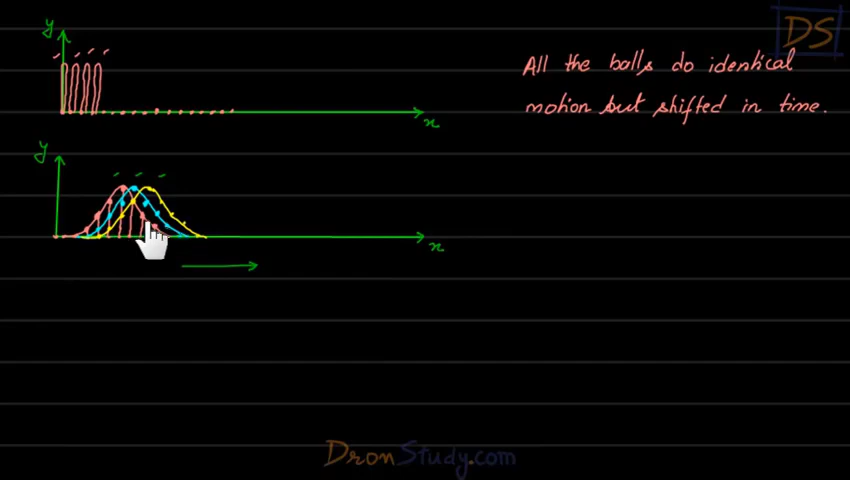 DS
y
All the balls do identical
motion but shifted in time.
x
y
x
DronStudy.com